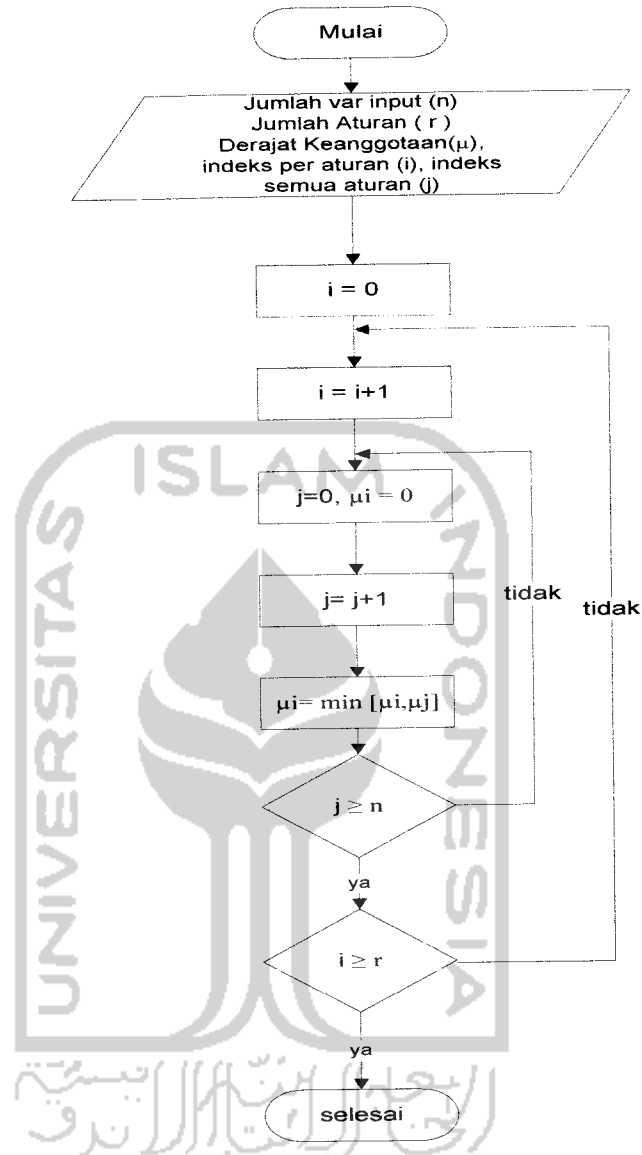 Mulai
Jumlah var input (n)
Jumlah Aturan ( r )
Derajat Keanggotaan(μ),
indeks per aturan (i), indeks
semua aturan (j)
i = 0
i = i+1
j=0, μi = 0
j= j+1
tidak
tidak
μi= min [μi,μj]
j ≥ n
ya
i ≥ r
ya
selesai
UNIVERSITAS
ISLAM
INDONESIA